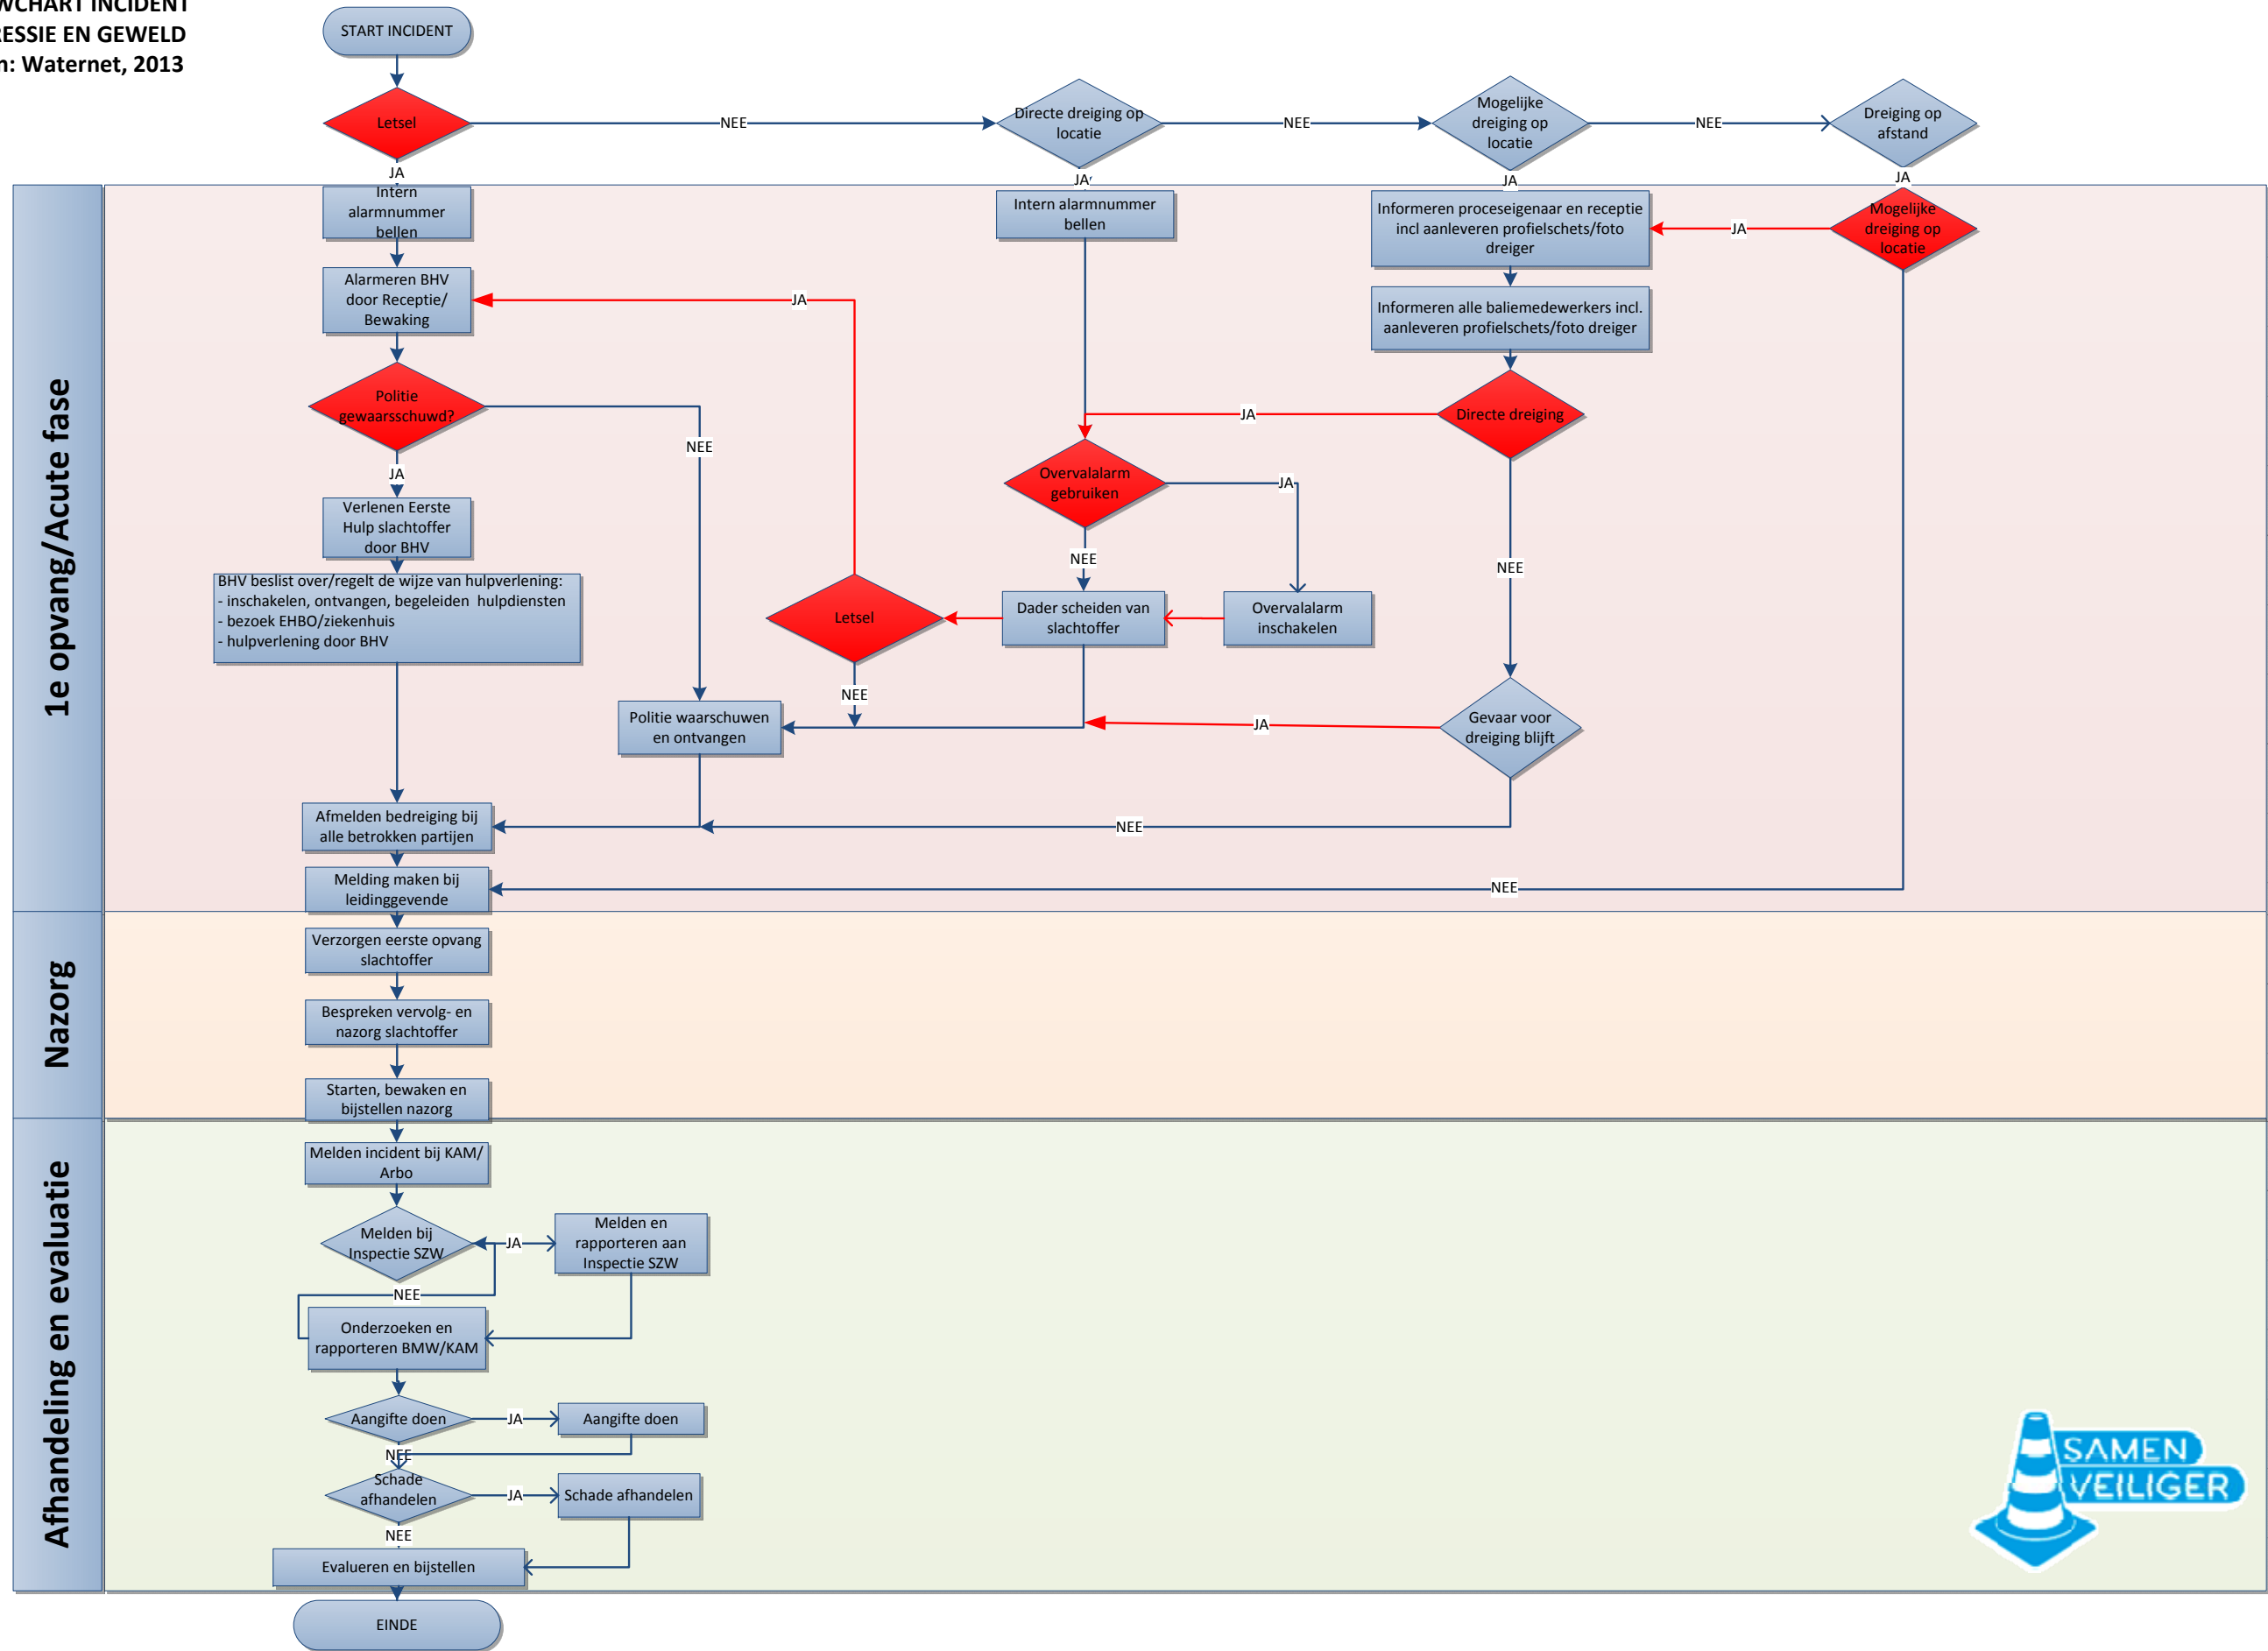 WCHART INCIDENT
RESSIE EN GEWELD
n: Waternet, 2013
START INCIDENT
Letsel
NEE
Directe dreiging op
locatie
NEE
Mogelijke
dreiging op
locatie
NEE
Dreiging op
afstand
JA
JA
JA
JA
1e opvang/Acute fase
Intern
alarmnummer
bellen
Intern alarmnummer
bellen
Informeren proceseigenaar en receptie
incl aanleveren profielschets/foto
dreiger
JA
Mogelijke
dreiging op
locatie
Alarmeren BHV
door Receptie/
Bewaking
JA
Informeren alle baliemedewerkers incl.
aanleveren profielschets/foto dreiger
Politie
gewaarsschuwd?
NEE
JA
Directe dreiging
JA
Overvalalarm
gebruiken
JA
Verlenen Eerste
Hulp slachtoffer
door BHV
NEE
NEE
BHV beslist over/regelt de wijze van hulpverlening:
- inschakelen, ontvangen, begeleiden hulpdiensten
- bezoek EHBO/ziekenhuis
- hulpverlening door BHV
Letsel
Dader scheiden van
slachtoffer
Overvalalarm
inschakelen
NEE
Politie waarschuwen
en ontvangen
JA
Gevaar voor
dreiging blijft
Afmelden bedreiging bij
alle betrokken partijen
NEE
Melding maken bij
leidinggevende
NEE
Nazorg
Verzorgen eerste opvang
slachtoffer
Bespreken vervolg- en
nazorg slachtoffer
Starten, bewaken en
bijstellen nazorg
Afhandeling en evaluatie
Melden incident bij KAM/
Arbo
Melden bij
Inspectie SZW
JA
Melden en
rapporteren aan
Inspectie SZW
NEE
Onderzoeken en
rapporteren BMW/KAM
Aangifte doen
JA
Aangifte doen
NEE
Schade
afhandelen
JA
Schade afhandelen
NEE
Evalueren en bijstellen
EINDE
SAMEN
VEILIGER